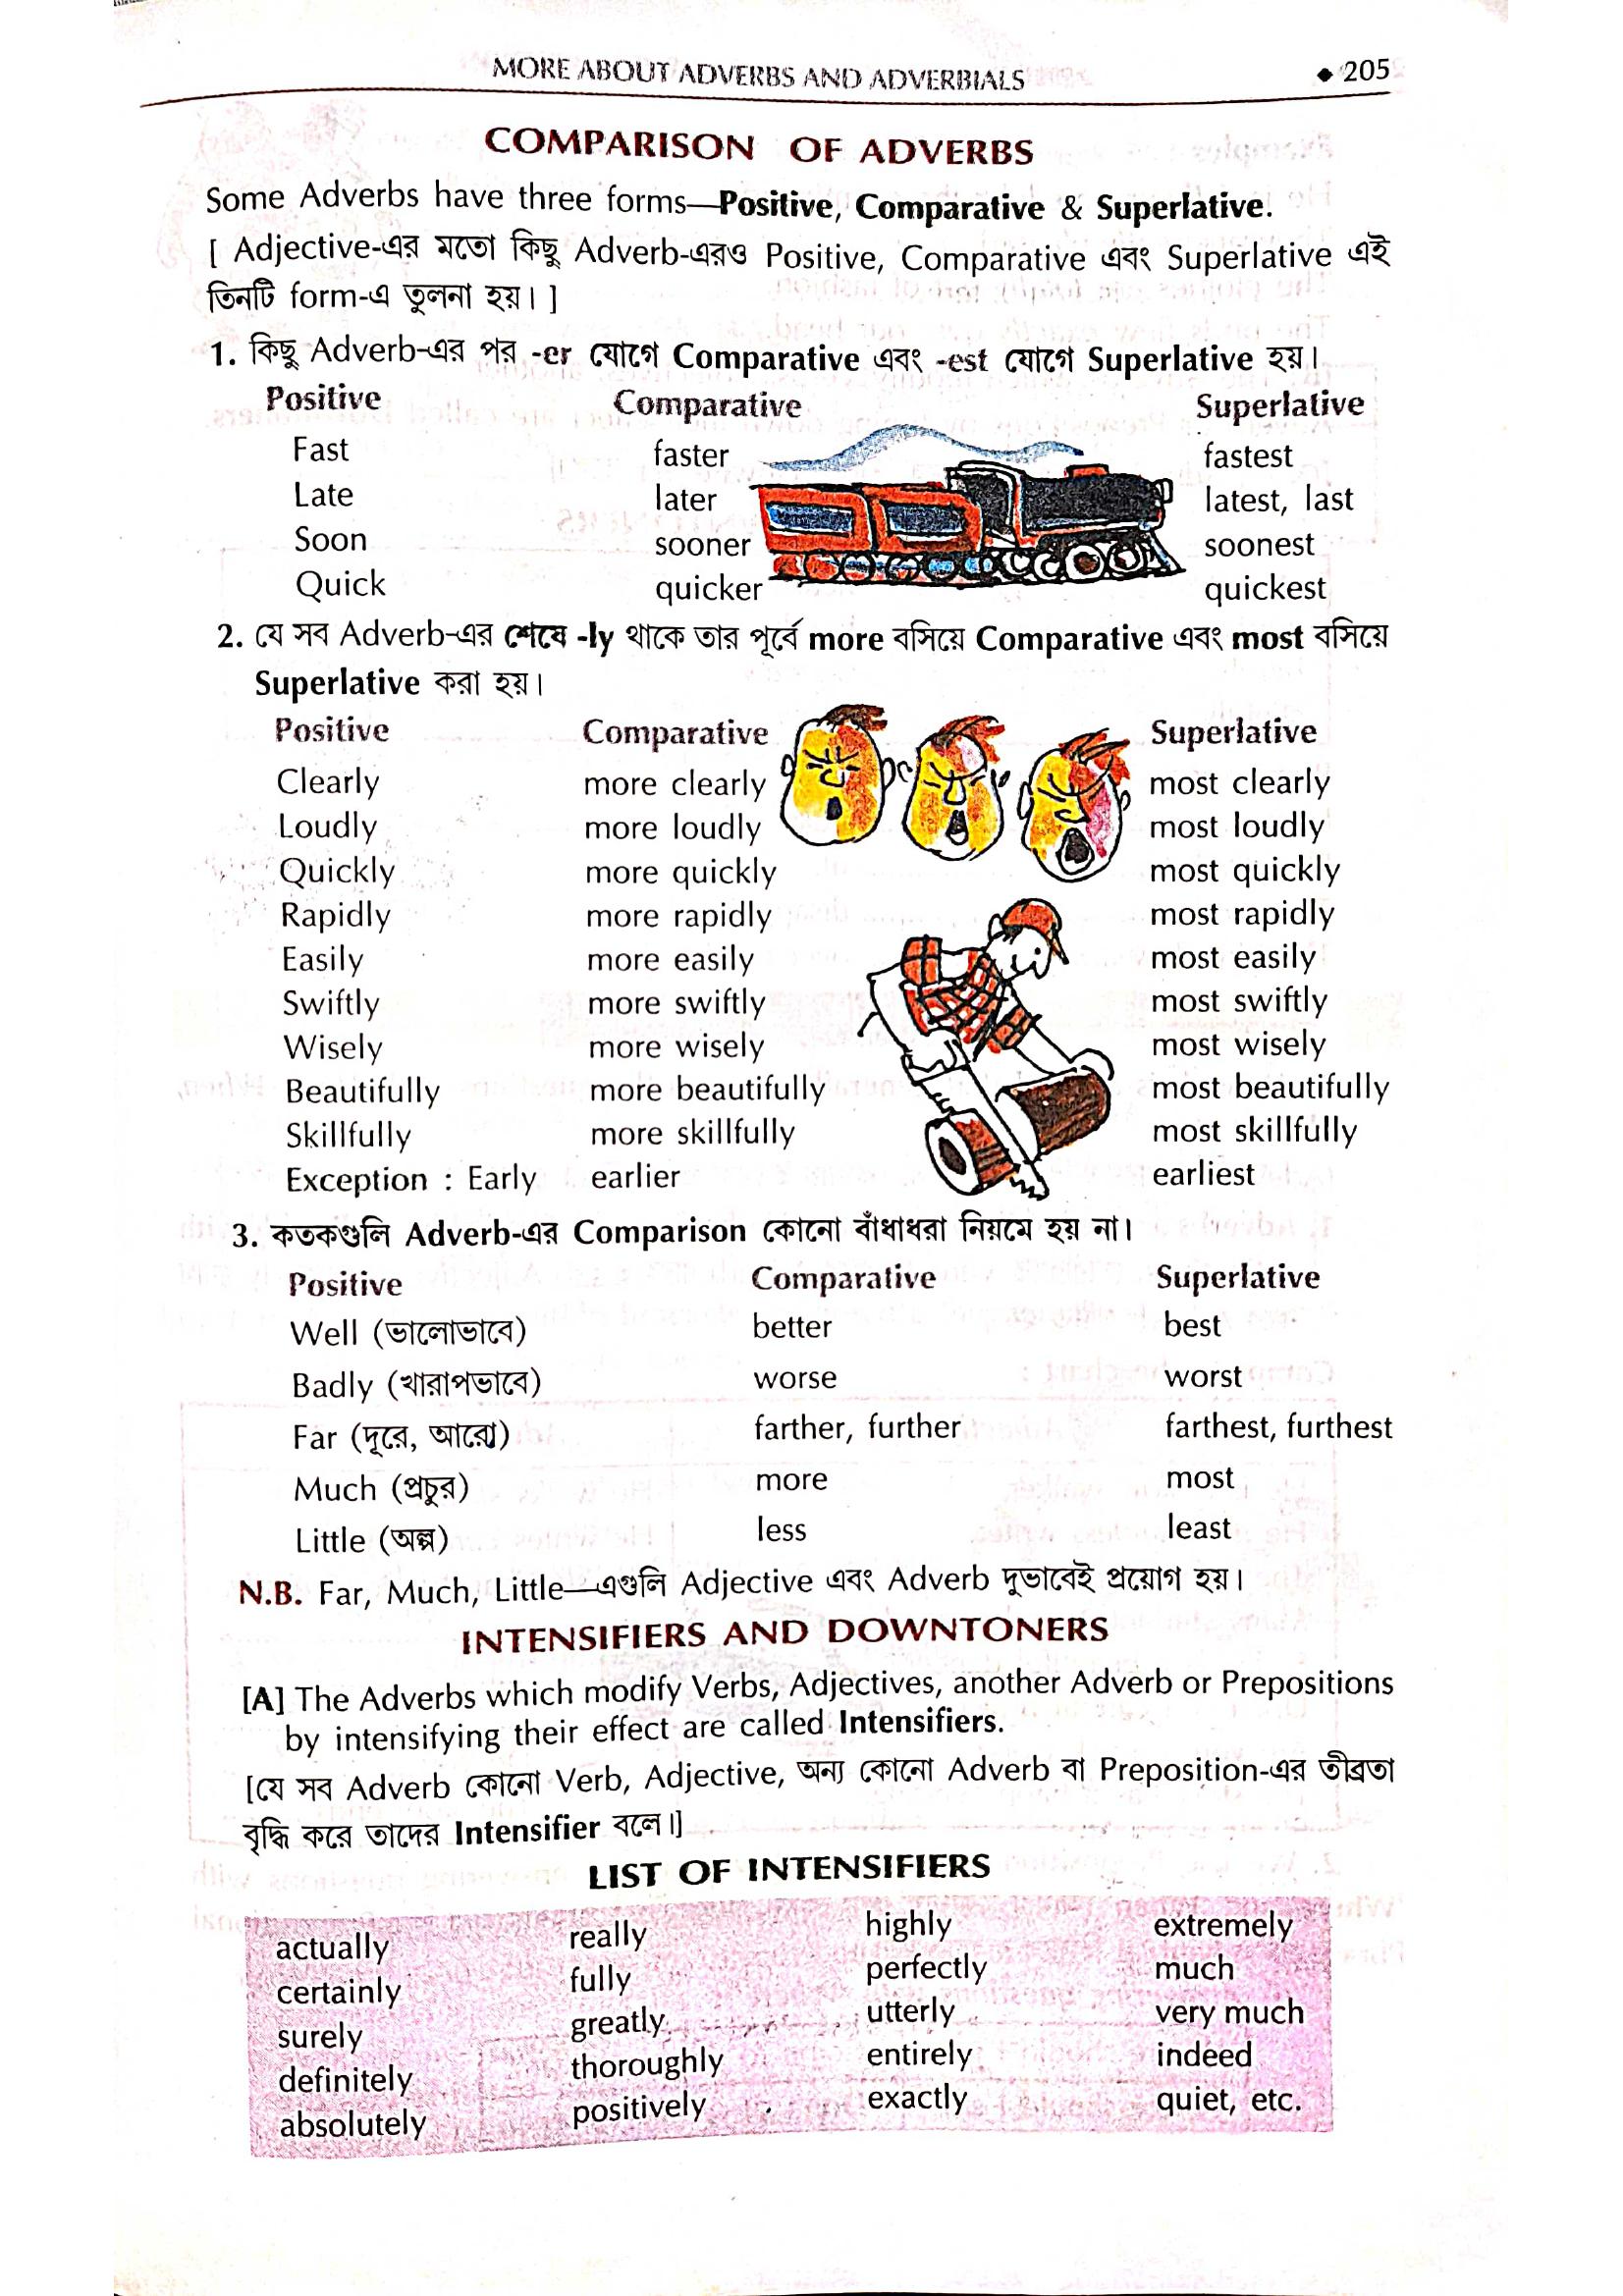 MORE ABOUT ADVERBS AND ADVERBIALS ◆ 205
COMPARISON OF ADVERBS
Some Adverbs have three forms—Positive, Comparative & Superlative.
[ Adjective-এর মতো কিছু Adverb-এরও Positive, Comparative এবং Superlative এই
তিনটি form-এ তুলনা হয়। ]
1. কিছু Adverb-এর পর -er যোগে Comparative এবং -est যোগে Superlative হয়।
Positive Comparative Superlative
Fast faster fastest
Late later latest, last
Soon sooner soonest
Quick quicker quickest
2. যে সব Adverb-এর শেষে -ly থাকে তার পূর্বে more বসিয়ে Comparative এবং most বসিয়ে
Superlative করা হয়।
Positive Comparative Superlative
Clearly more clearly most clearly
Loudly more loudly most loudly
Quickly more quickly most quickly
Rapidly more rapidly most rapidly
Easily more easily most easily
Swiftly more swiftly most swiftly
Wisely more wisely most wisely
Beautifully more beautifully most beautifully
Skillfully more skillfully most skillfully
Exception : Early earlier earliest
3. কতকগুলি Adverb-এর Comparison কোনো বাঁধাধরা নিয়মে হয় না।
Positive Comparative Superlative
Well (ভালোভাবে) better best
Badly (খারাপভাবে) worse worst
Far (দূরে, আরো) farther, further farthest, furthest
Much (প্রচুর) more most
Little (অল্প) less least
N.B. Far, Much, Little—এগুলি Adjective এবং Adverb দুভাবেই প্রয়োগ হয়।
INTENSIFIERS AND DOWNTONERS
[A] The Adverbs which modify Verbs, Adjectives, another Adverb or Prepositions
by intensifying their effect are called Intensifiers.
[যে সব Adverb কোনো Verb, Adjective, অন্য কোনো Adverb বা Preposition-এর তীব্রতা
বৃদ্ধি করে তাদের Intensifier বলে।]
LIST OF INTENSIFIERS
actually really highly extremely
certainly fully perfectly much
surely greatly utterly very much
definitely thoroughly entirely indeed
absolutely positively exactly quiet, etc.